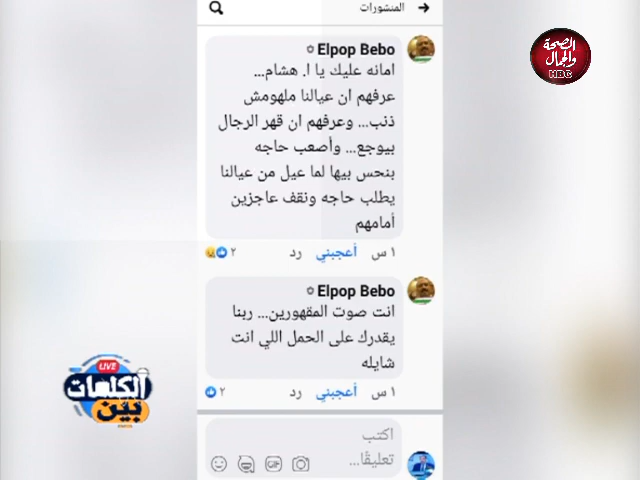 المنشورات
الصحة
والجمال
HBC
Elpop Bebo
امانه عليك يا ا. هشام...
عرفهم ان عيالنا ملهومش
ذنب... وعرفهم ان قهر الرجال
بيوجع... وأصعب حاجه
بنحس بيها لما عيل من عيالنا
يطلب حاجه ونقف عاجزين
أمامهم
١ س أعجبني رد ٢
Elpop Bebo
انت صوت المقهورين... ربنا
يقدرك على الحمل اللي انت
شايله
١ س أعجبني رد ٢
LIVE
بين الكلمات
اكتب
تعليقًا...
GIF